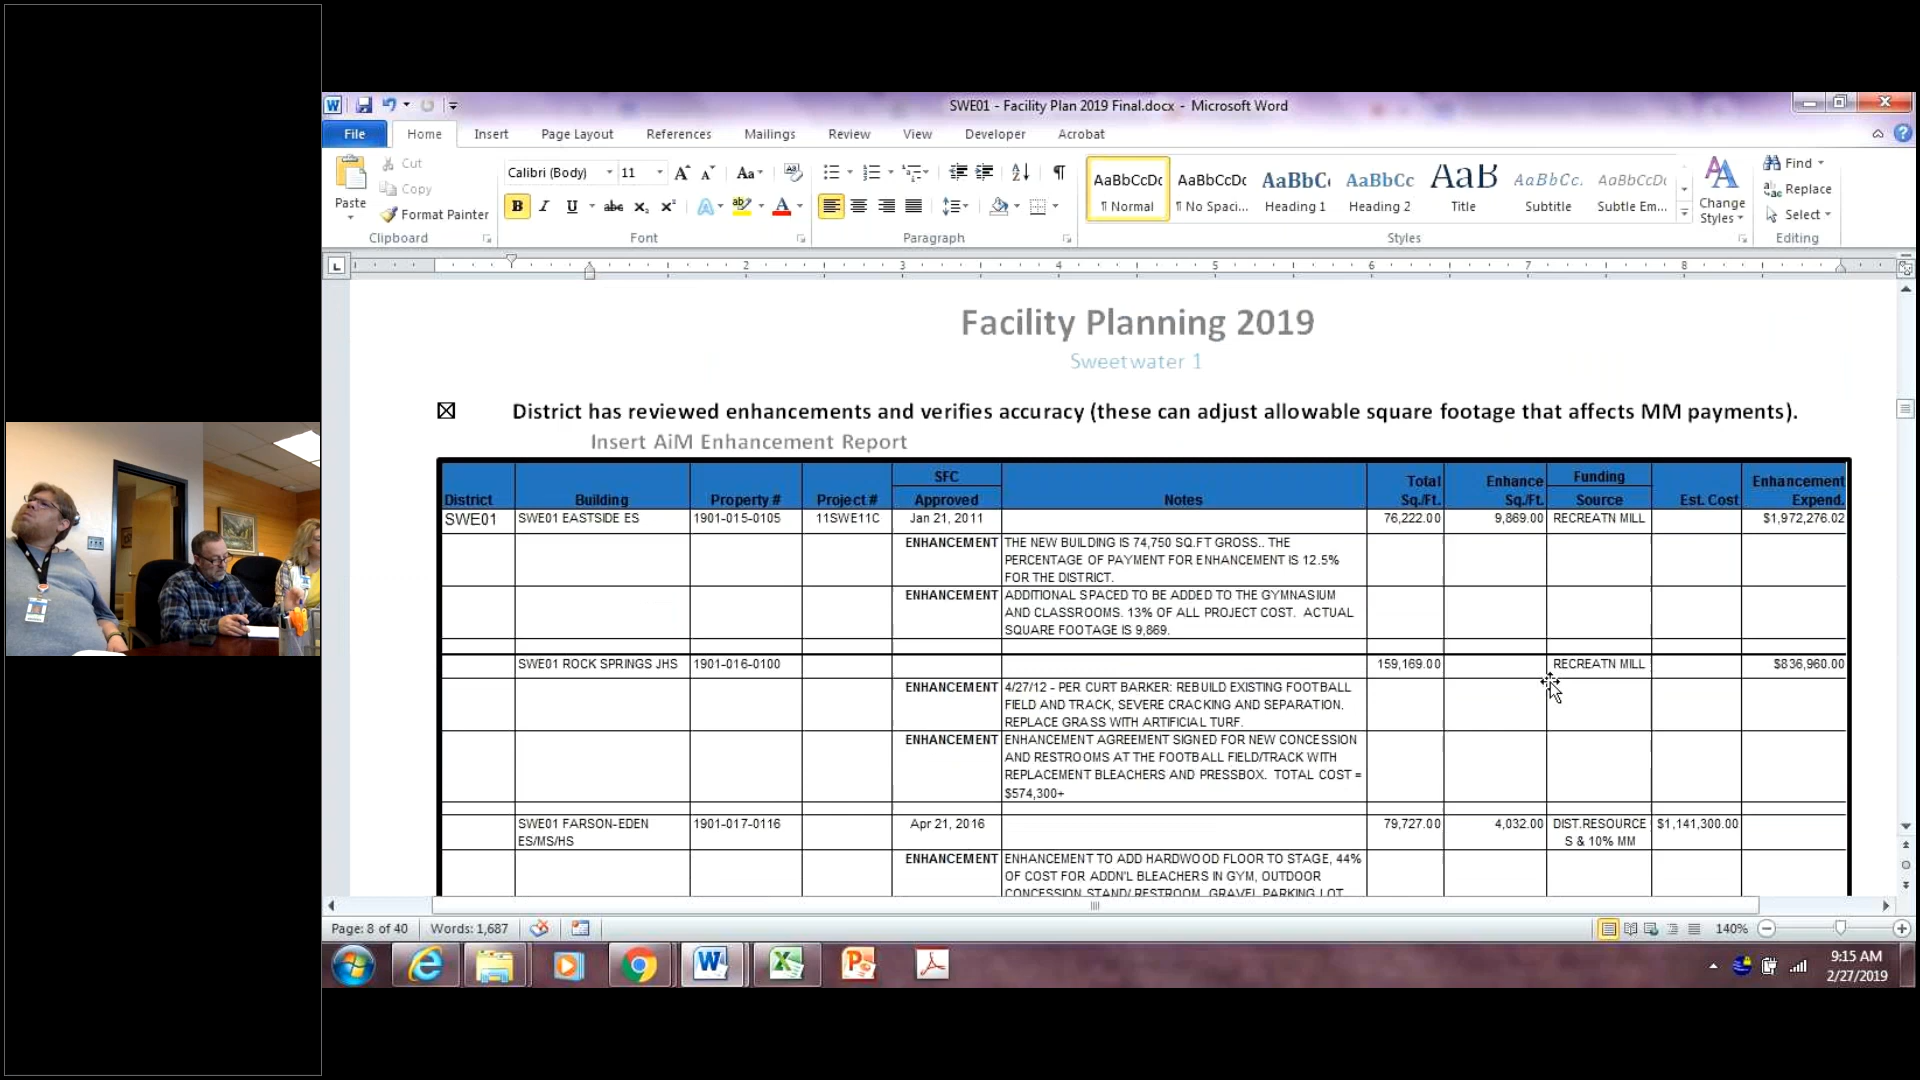 SWE01 - Facility Plan 2019 Final.docx - Microsoft Word
File Home Insert Page Layout References Mailings Review View Developer Acrobat
Cut
Copy
Paste
Format Painter
Clipboard
Calibri (Body) 11
Font
Paragraph
AaBbCcDc AaBbCcDc AaBbC AaBbCc AaB AaBbCc. AaBbCcDc
¶ Normal ¶ No Spaci... Heading 1 Heading 2 Title Subtitle Subtle Em...
Change
Styles
Styles
Find
Replace
Select
Editing
2 3 4 5 6 7 8
Facility Planning 2019
Sweetwater 1
District has reviewed enhancements and verifies accuracy (these can adjust allowable square footage that affects MM payments).
Insert AiM Enhancement Report
SFC Total Enhance Funding Enhancement
District Building Property # Project # Approved Notes Sq./Ft. Sq./Ft. Source Est. Cost Expend.
SWE01 SWE01 EASTSIDE ES 1901-015-0105 11SWE11C Jan 21, 2011 76,222.00 9,869.00 RECREATN MILL $1,972,276.02
ENHANCEMENT THE NEW BUILDING IS 74,750 SQ.FT GROSS.. THE
PERCENTAGE OF PAYMENT FOR ENHANCEMENT IS 12.5%
FOR THE DISTRICT.
ENHANCEMENT ADDITIONAL SPACED TO BE ADDED TO THE GYMNASIUM
AND CLASSROOMS. 13% OF ALL PROJECT COST. ACTUAL
SQUARE FOOTAGE IS 9,869.
SWE01 ROCK SPRINGS JHS 1901-016-0100 159,169.00 RECREATN MILL $836,960.00
ENHANCEMENT 4/27/12 - PER CURT BARKER: REBUILD EXISTING FOOTBALL
FIELD AND TRACK, SEVERE CRACKING AND SEPARATION.
REPLACE GRASS WITH ARTIFICIAL TURF.
ENHANCEMENT ENHANCEMENT AGREEMENT SIGNED FOR NEW CONCESSION
AND RESTROOMS AT THE FOOTBALL FIELD/TRACK WITH
REPLACEMENT BLEACHERS AND PRESSBOX. TOTAL COST =
$574,300+
SWE01 FARSON-EDEN 1901-017-0116 Apr 21, 2016 79,727.00 4,032.00 DIST.RESOURCE $1,141,300.00
ES/MS/HS S & 10% MM
ENHANCEMENT ENHANCEMENT TO ADD HARDWOOD FLOOR TO STAGE, 44%
OF COST FOR ADDN'L BLEACHERS IN GYM, OUTDOOR
CONCESSION STAND/ RESTROOM, GRAVEL PARKING LOT
Page: 8 of 40 Words: 1,687 140%
9:15 AM
2/27/2019